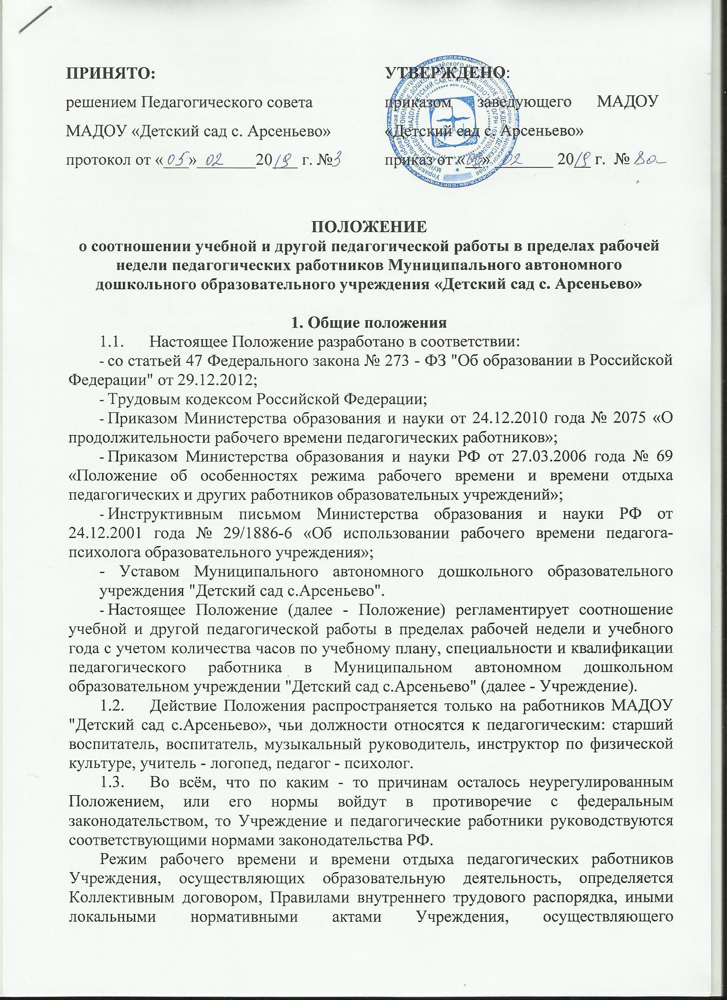 ПРИНЯТО:
решением Педагогического совета
МАДОУ «Детский сад с. Арсеньево»
протокол от «05» 02 2019 г. №3
УТВЕРЖДЕНО:
приказом заведующего МАДОУ
«Детский сад с. Арсеньево»
приказ от « » 02 2019 г. №
ПОЛОЖЕНИЕ
о соотношении учебной и другой педагогической работы в пределах рабочей
недели педагогических работников Муниципального автономного
дошкольного образовательного учреждения «Детский сад с. Арсеньево»
1. Общие положения
1.1. Настоящее Положение разработано в соответствии:
- со статьей 47 Федерального закона № 273 - ФЗ "Об образовании в Российской
Федерации" от 29.12.2012;
- Трудовым кодексом Российской Федерации;
- Приказом Министерства образования и науки от 24.12.2010 года № 2075 «О
продолжительности рабочего времени педагогических работников»;
- Приказом Министерства образования и науки РФ от 27.03.2006 года № 69
«Положение об особенностях режима рабочего времени и времени отдыха
педагогических и других работников образовательных учреждений»;
- Инструктивным письмом Министерства образования и науки РФ от
24.12.2001 года № 29/1886-6 «Об использовании рабочего времени педагога-
психолога образовательного учреждения»;
- Уставом Муниципального автономного дошкольного образовательного
учреждения "Детский сад с.Арсеньево".
- Настоящее Положение (далее - Положение) регламентирует соотношение
учебной и другой педагогической работы в пределах рабочей недели и учебного
года с учетом количества часов по учебному плану, специальности и квалификации
педагогического работника в Муниципальном автономном дошкольном
образовательном учреждении "Детский сад с.Арсеньево" (далее - Учреждение).
1.2. Действие Положения распространяется только на работников МАДОУ
"Детский сад с.Арсеньево», чьи должности относятся к педагогическим: старший
воспитатель, воспитатель, музыкальный руководитель, инструктор по физической
культуре, учитель - логопед, педагог - психолог.
1.3. Во всём, что по каким - то причинам осталось неурегулированным
Положением, или его нормы войдут в противоречие с федеральным
законодательством, то Учреждение и педагогические работники руководствуются
соответствующими нормами законодательства РФ.
Режим рабочего времени и времени отдыха педагогических работников
Учреждения, осуществляющих образовательную деятельность, определяется
Коллективным договором, Правилами внутреннего трудового распорядка, иными
локальными нормативными актами Учреждения, осуществляющего